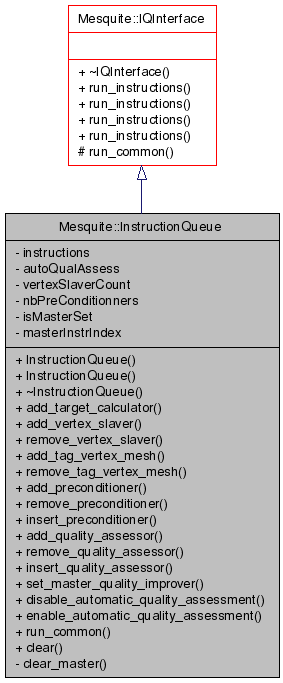 Mesquite::IQInterface
+ ~IQInterface()
+ run_instructions()
+ run_instructions()
+ run_instructions()
+ run_instructions()
# run_common()
Mesquite::InstructionQueue
- instructions
- autoQualAssess
- vertexSlaverCount
- nbPreConditionners
- isMasterSet
- masterInstrIndex
+ InstructionQueue()
+ InstructionQueue()
+ ~InstructionQueue()
+ add_target_calculator()
+ add_vertex_slaver()
+ remove_vertex_slaver()
+ add_tag_vertex_mesh()
+ remove_tag_vertex_mesh()
+ add_preconditioner()
+ remove_preconditioner()
+ insert_preconditioner()
+ add_quality_assessor()
+ remove_quality_assessor()
+ insert_quality_assessor()
+ set_master_quality_improver()
+ disable_automatic_quality_assessment()
+ enable_automatic_quality_assessment()
+ run_common()
+ clear()
- clear_master()